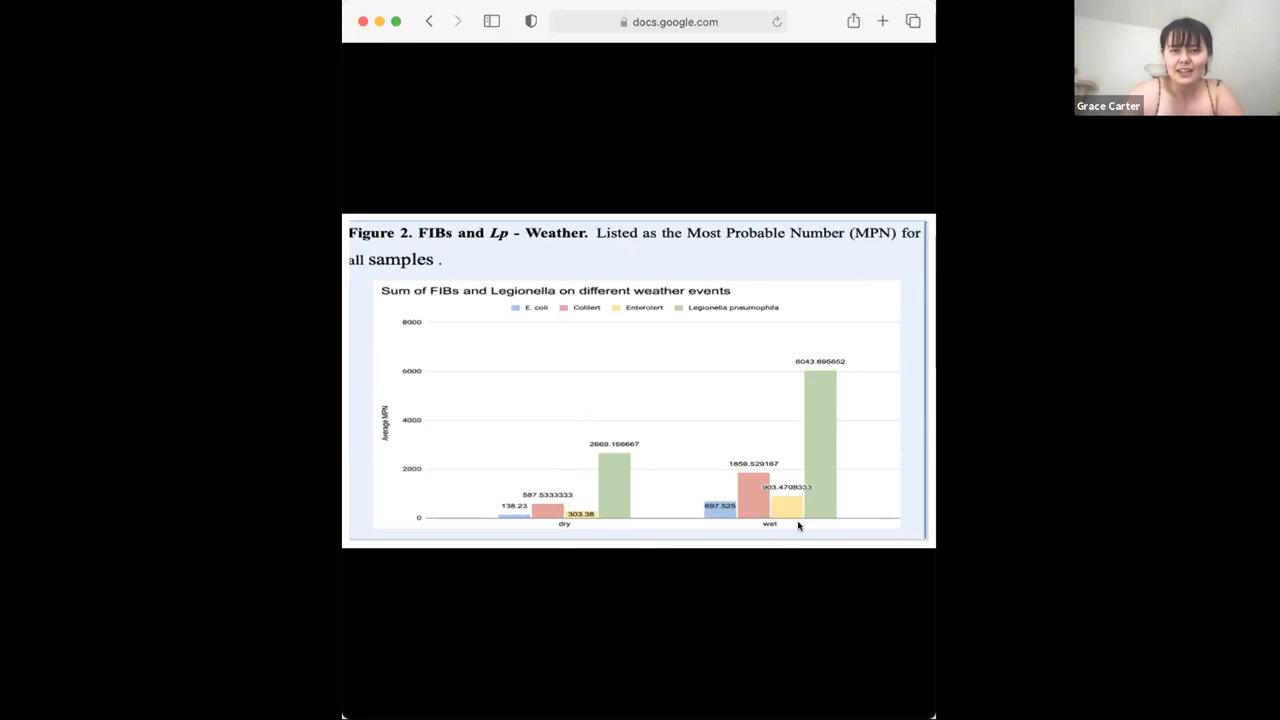 docs.google.com
Grace Carter
Figure 2. FIBs and Lp - Weather. Listed as the Most Probable Number (MPN) for
all samples .
Sum of FIBs and Legionella on different weather events
E. coli Colilert Enterolert Legionella pneumophila
8000
6000
4000
2000
0
Average MPN
138.23
587.5333333
303.38
2669.166667
697.525
1859.529167
903.4708333
6043.695652
dry
wet